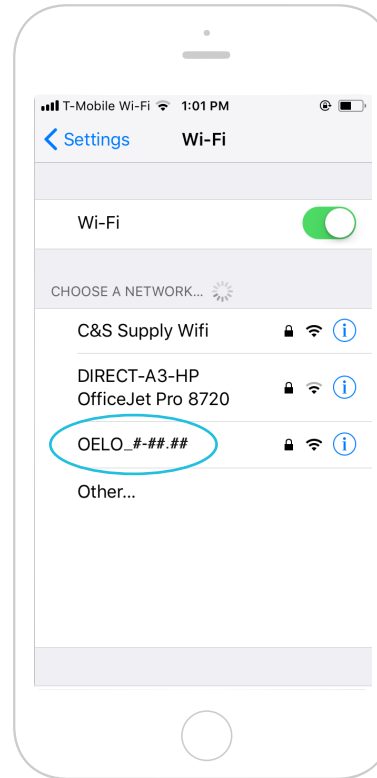 T-Mobile Wi-Fi 1:01 PM
Settings Wi-Fi
Wi-Fi
CHOOSE A NETWORK...
C&S Supply Wifi
DIRECT-A3-HP
OfficeJet Pro 8720
OELO_#-##.##
Other...